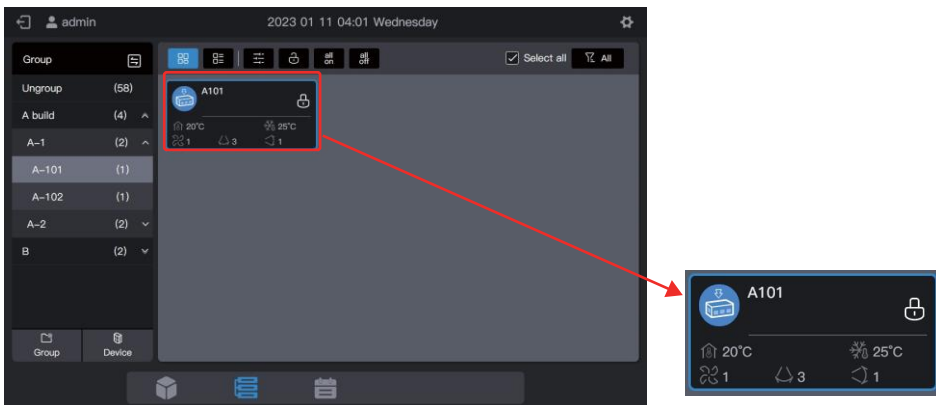 admin 2023 01 11 04:01 Wednesday
Group all on all off Select all All
Ungroup (58)
A101
A build (4)
20°C 25°C
A-1 (2)
1 3 1
A-101 (1)
A-102 (1)
A-2 (2)
B (2)
Group Device
A101
20°C 25°C
1 3 1